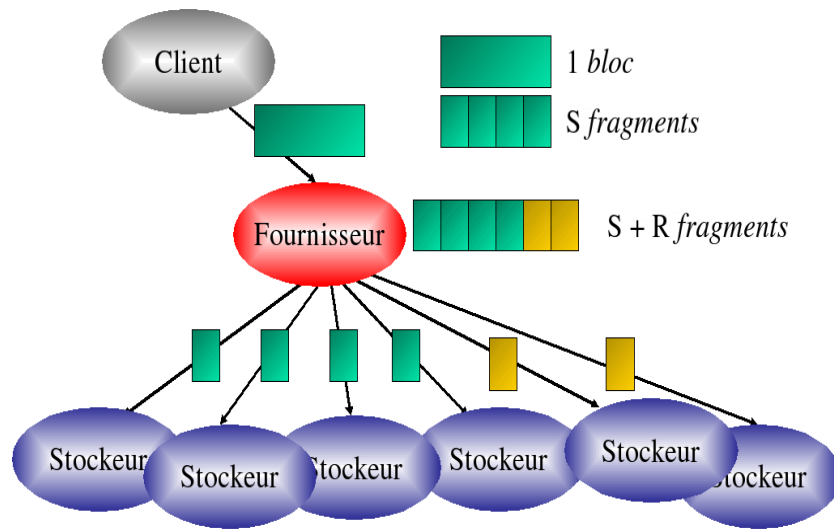 Client
1 bloc
S fragments
Fournisseur
S + R fragments
Stockeur
Stockeur
Stockeur
Stockeur
Stockeur
Stockeur